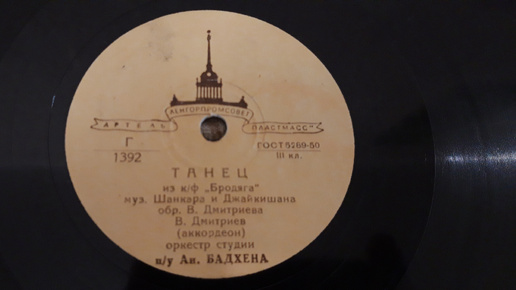 ЛЕНГОРПРОМСОВЕТ
АРТЕЛЬ „ПЛАСТМАСС"
Г
1392
ГОСТ 5289-50
III кл.
ТАНЕЦ
из к/ф „Бродяга"
муз. Шанкара и Джайкишана
обр. В. Дмитриева
В. Дмитриев
(аккордеон)
оркестр студии
п/у Ан. БАДХЕНА